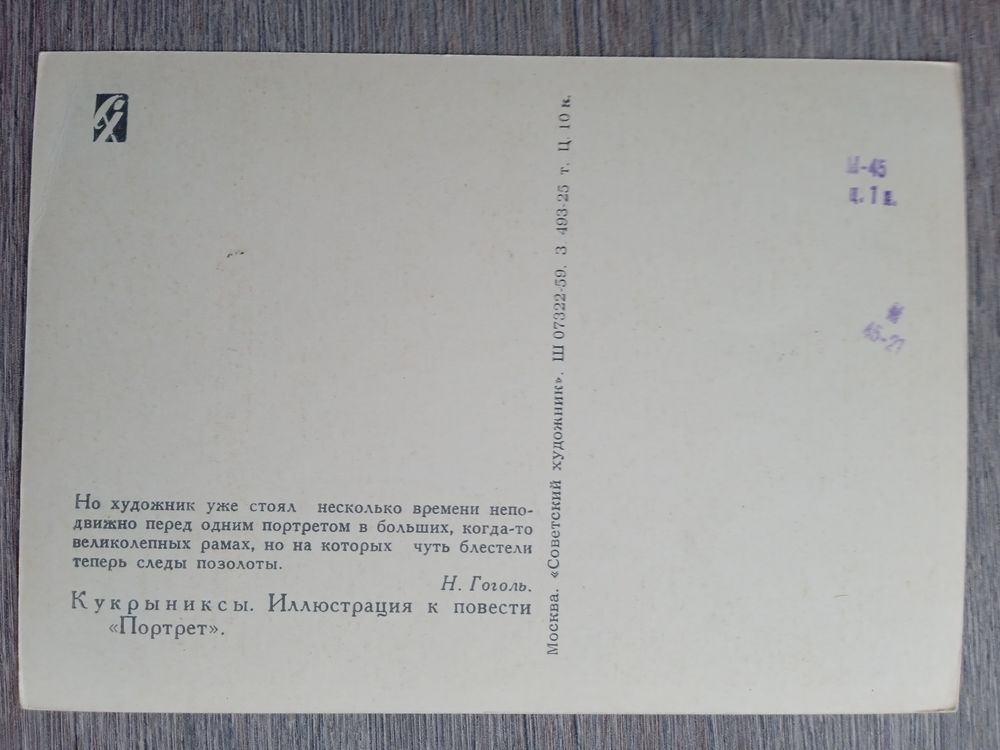 Но художник уже стоял несколько времени непо-
движно перед одним портретом в больших, когда-то
великолепных рамах, но на которых чуть блестели
теперь следы позолоты.
Н. Гоголь.
Кукрыниксы. Иллюстрация к повести
«Портрет».
Москва. «Советский художник». Ш 07322-59. З 493-25 т. Ц. 10 к.
-45
ц. 1 к.